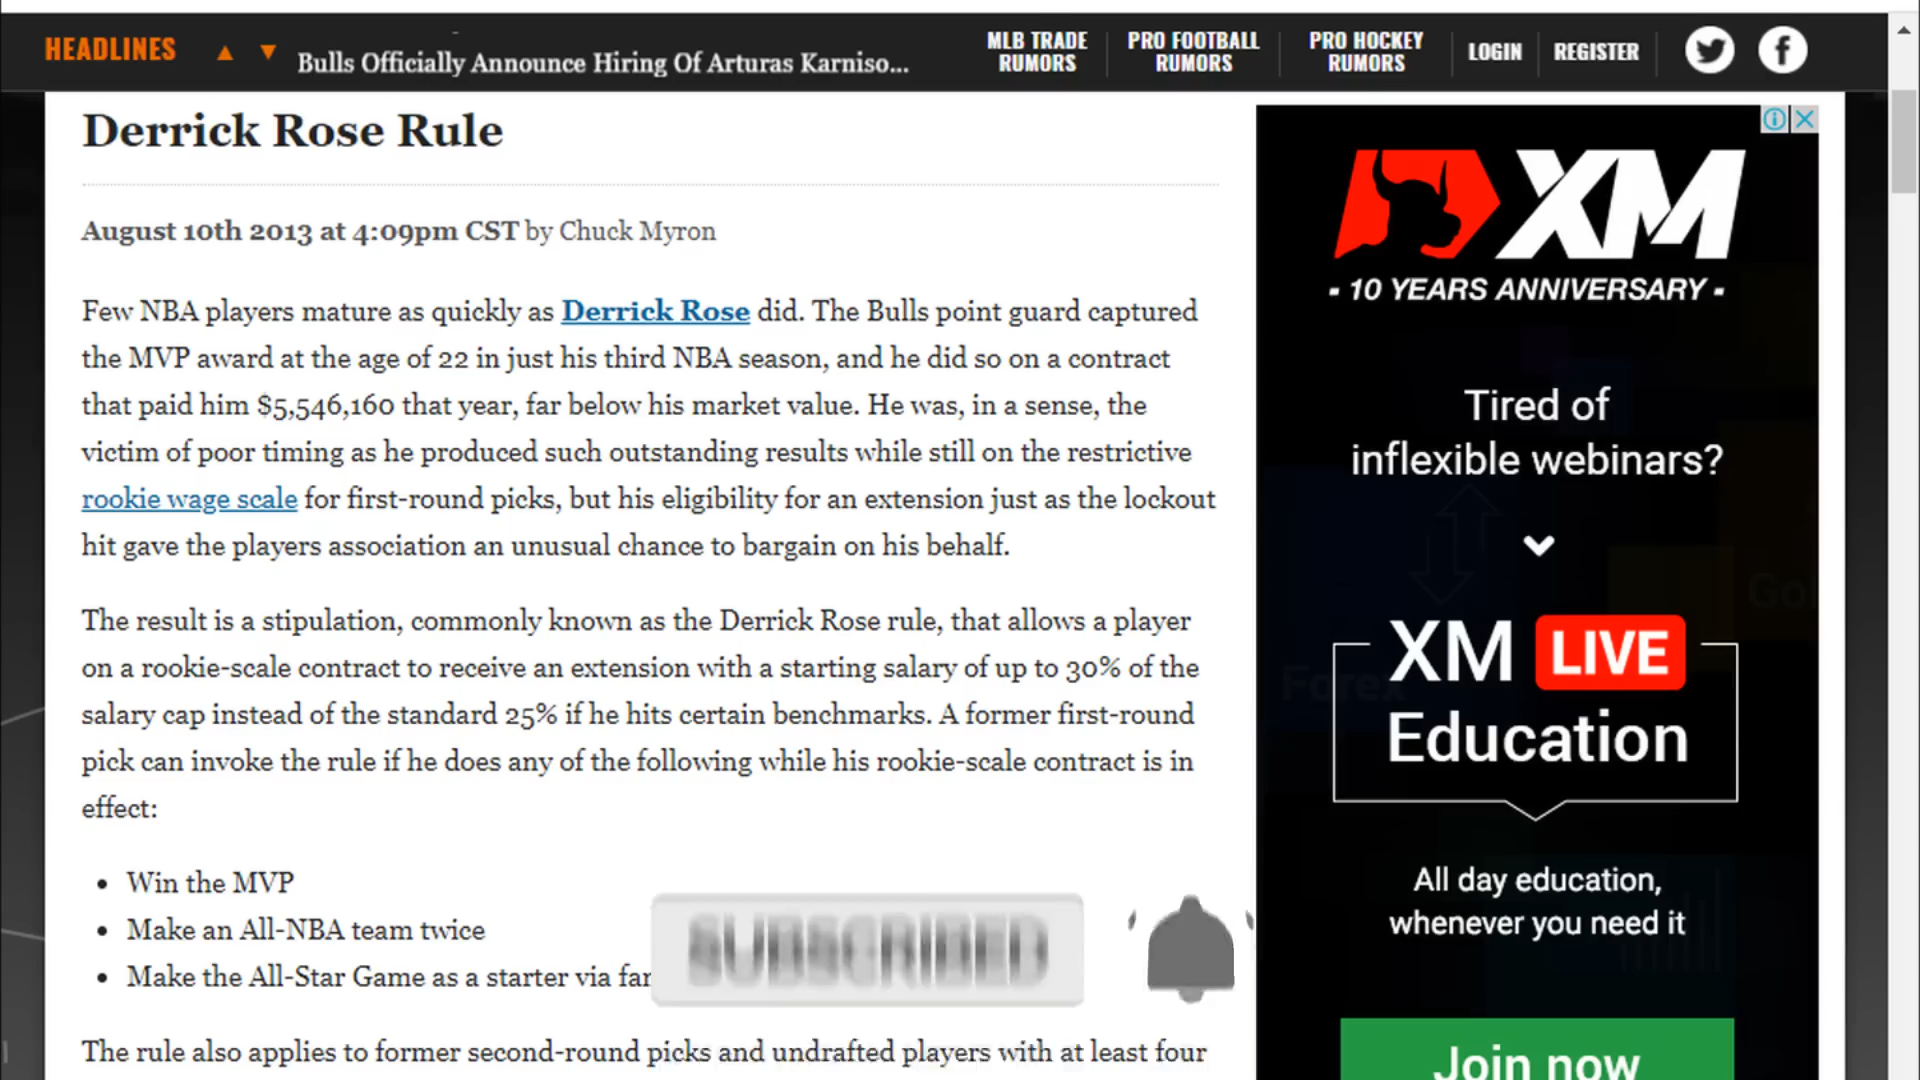 HEADLINES
Bulls Officially Announce Hiring Of Arturas Karniso...
MLB TRADE
RUMORS
PRO FOOTBALL
RUMORS
PRO HOCKEY
RUMORS
LOGIN
REGISTER
Derrick Rose Rule
August 10th 2013 at 4:09pm CST by Chuck Myron
Few NBA players mature as quickly as Derrick Rose did. The Bulls point guard captured
the MVP award at the age of 22 in just his third NBA season, and he did so on a contract
that paid him $5,546,160 that year, far below his market value. He was, in a sense, the
victim of poor timing as he produced such outstanding results while still on the restrictive
rookie wage scale for first-round picks, but his eligibility for an extension just as the lockout
hit gave the players association an unusual chance to bargain on his behalf.
The result is a stipulation, commonly known as the Derrick Rose rule, that allows a player
on a rookie-scale contract to receive an extension with a starting salary of up to 30% of the
salary cap instead of the standard 25% if he hits certain benchmarks. A former first-round
pick can invoke the rule if he does any of the following while his rookie-scale contract is in
effect:
• Win the MVP
• Make an All-NBA team twice
• Make the All-Star Game as a starter via
SUBSCRIBED
The rule also applies to former second-round picks and undrafted players with at least four
XM
- 10 YEARS ANNIVERSARY -
Tired of
inflexible webinars?
Forex
XM LIVE
Education
All day education,
whenever you need it
Join now